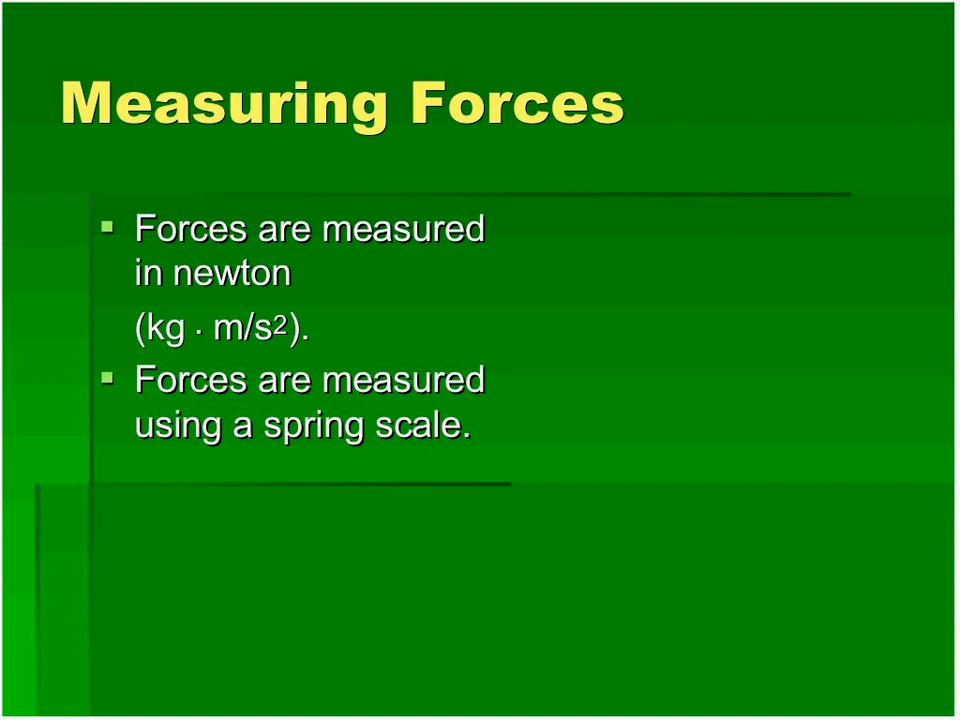 Measuring Forces
▪ Forces are measured
in newton
(kg · m/s²).
▪ Forces are measured
using a spring scale.